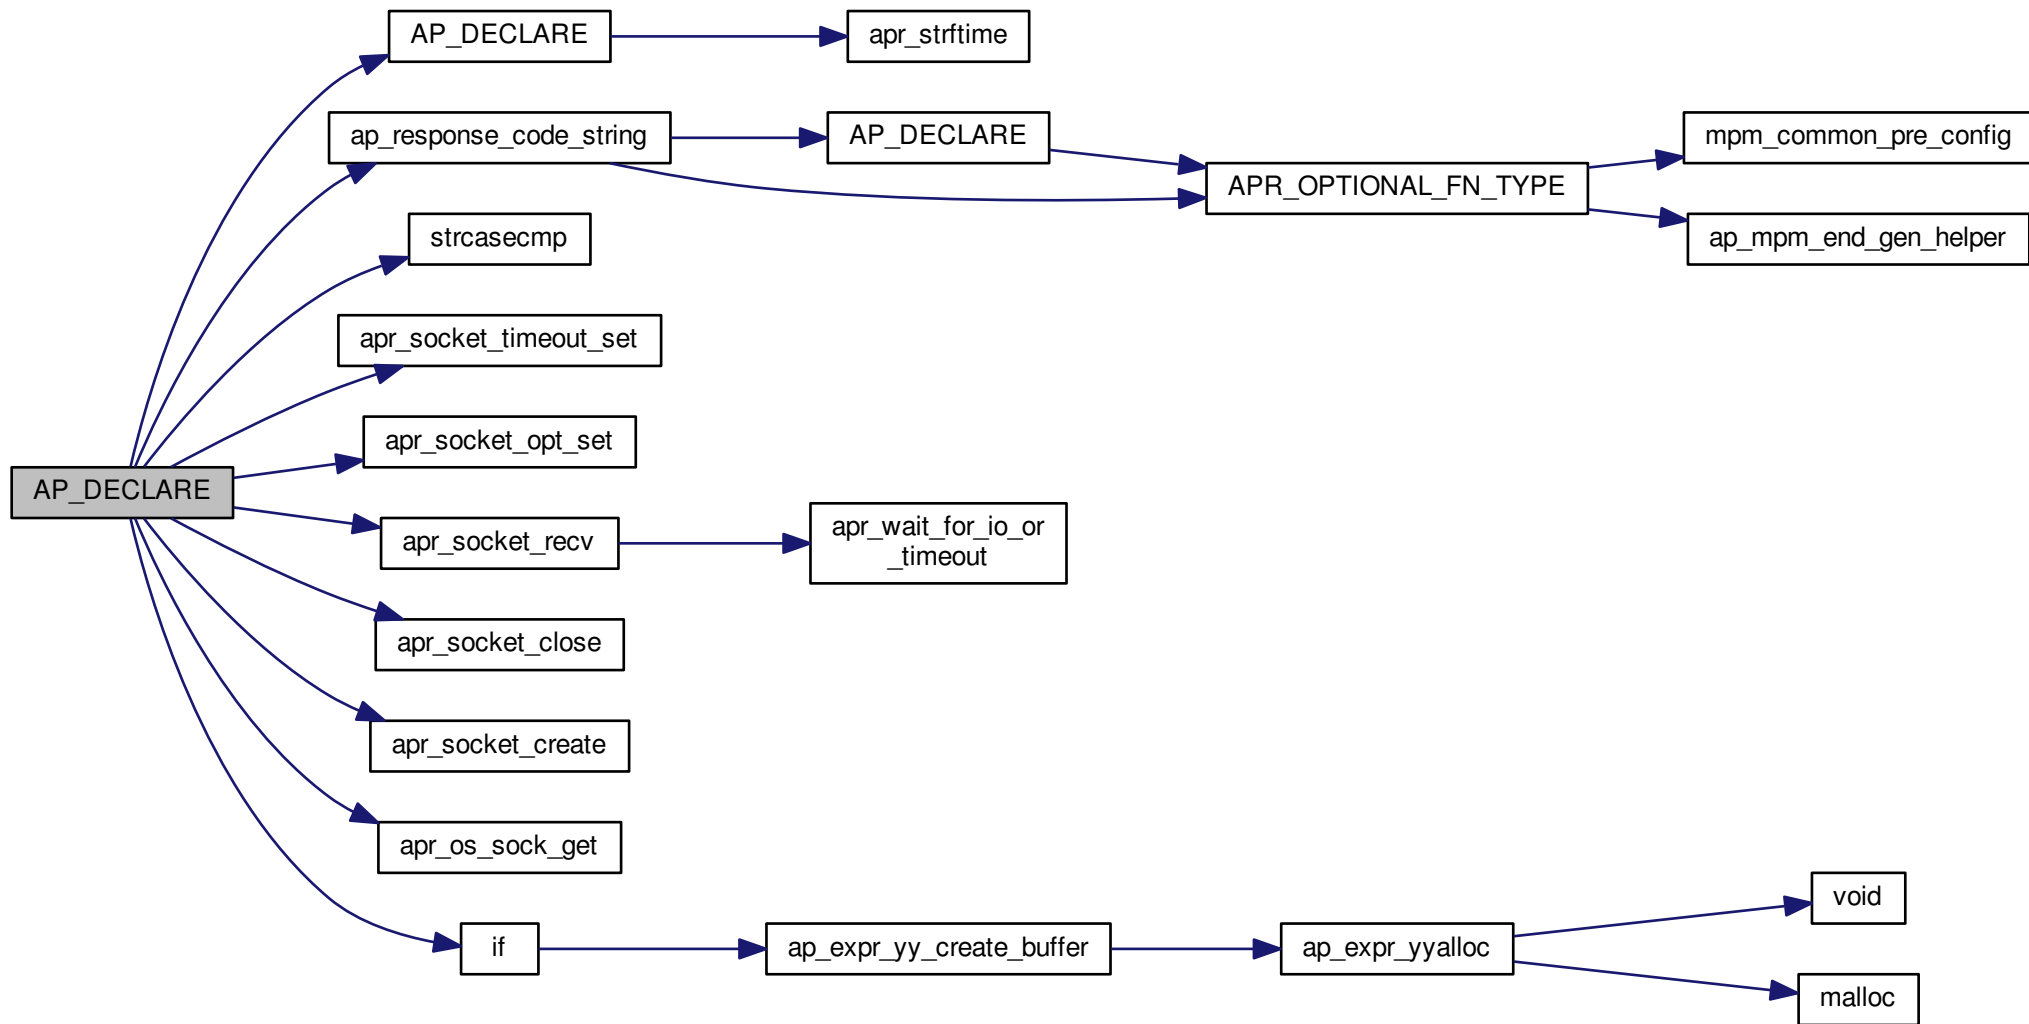 AP_DECLARE
apr_strftime
ap_response_code_string
AP_DECLARE
mpm_common_pre_config
APR_OPTIONAL_FN_TYPE
strcasecmp
ap_mpm_end_gen_helper
apr_socket_timeout_set
apr_socket_opt_set
AP_DECLARE
apr_socket_recv
apr_wait_for_io_or
_timeout
apr_socket_close
apr_socket_create
apr_os_sock_get
void
if
ap_expr_yy_create_buffer
ap_expr_yyalloc
malloc